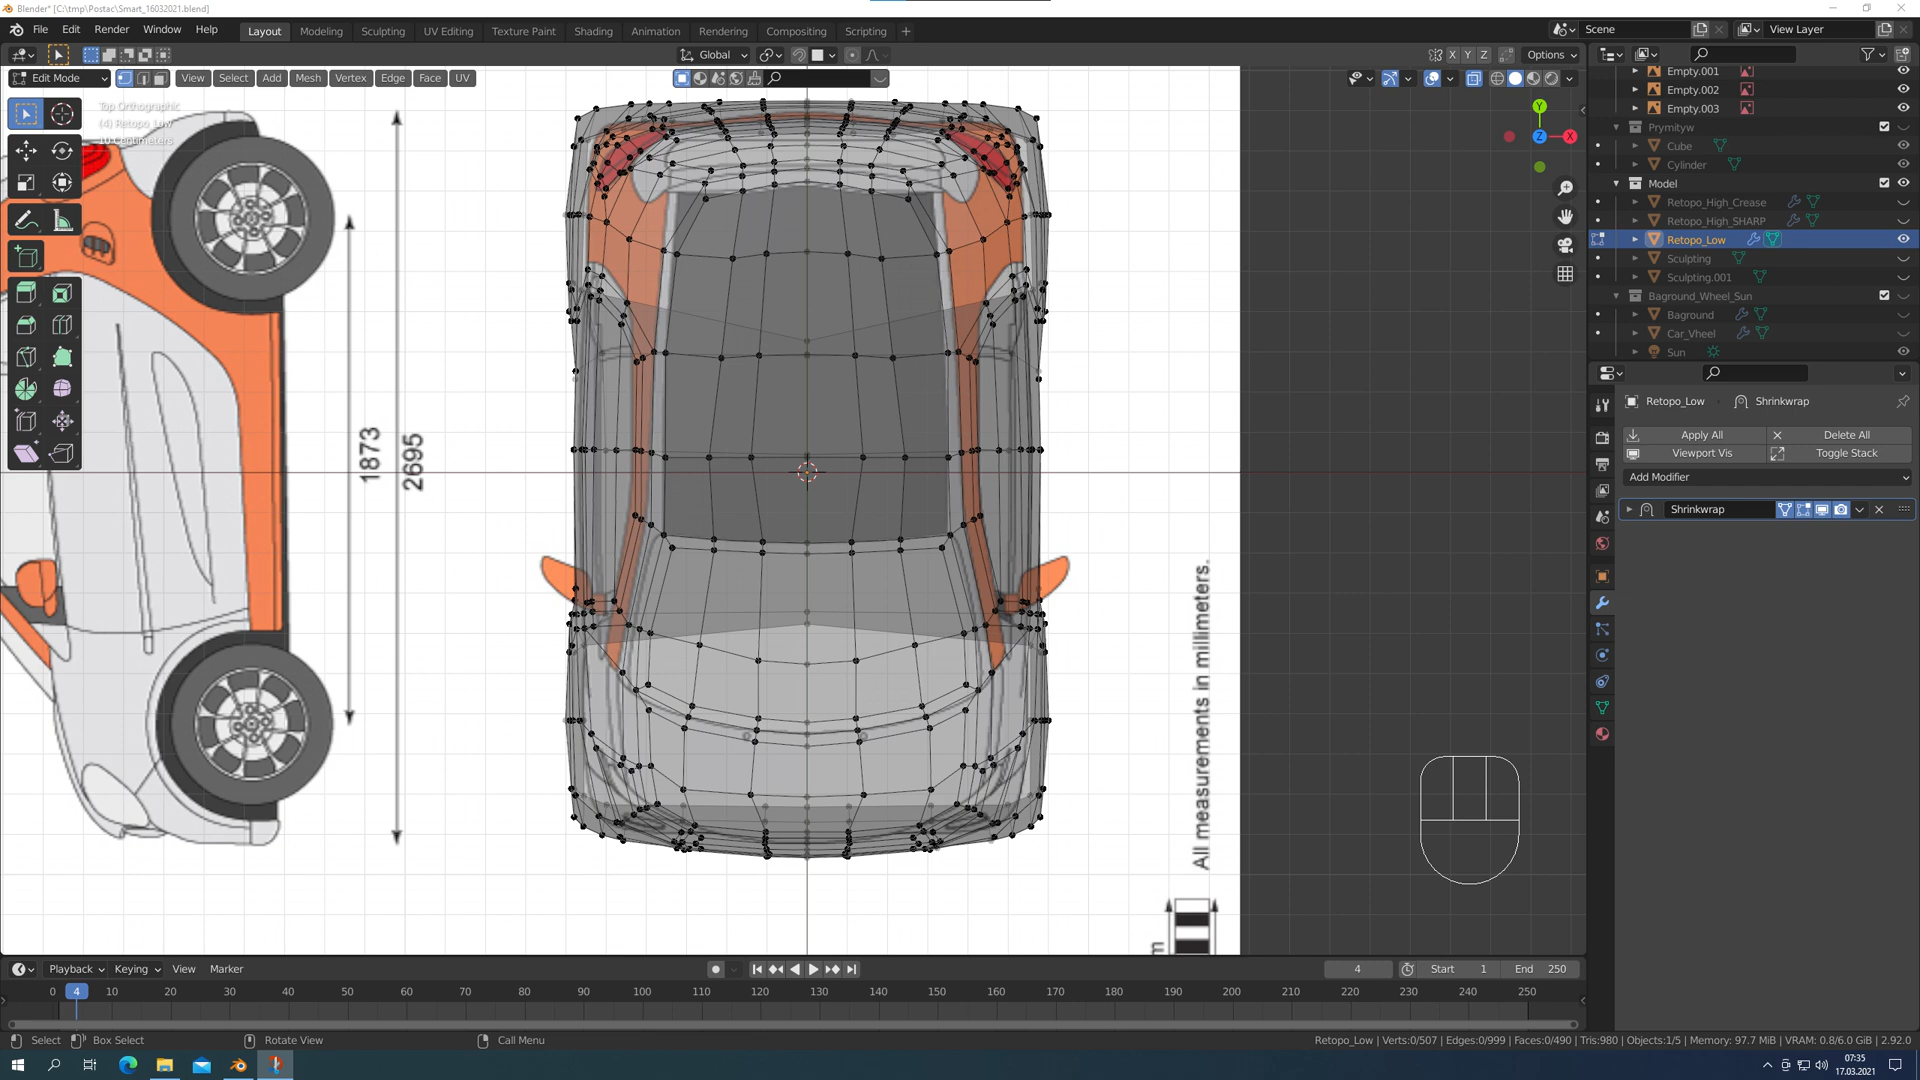 Blender* [C:\tmp\Postac\Smart_16032021.blend]
File Edit Render Window Help Layout Modeling Sculpting UV Editing Texture Paint Shading Animation Rendering Compositing Scripting + Scene View Layer
Global X Y Z Options
Edit Mode View Select Add Mesh Vertex Edge Face UV
Top Orthographic
(4) Retopo_Low
10 Centimeters
Y
Z
X
1873
2695
All measurements in millimeters.
m
Empty.001
Empty.002
Empty.003
Prymityw
Cube
Cylinder
Model
Retopo_High_Crease
Retopo_High_SHARP
Retopo_Low
Sculpting
Sculpting.001
Baground_Wheel_Sun
Baground
Car_Vheel
Sun
Retopo_Low Shrinkwrap
Apply All Delete All
Viewport Vis Toggle Stack
Add Modifier
Shrinkwrap
Playback Keying View Marker 4 Start 1 End 250
0 4 10 20 30 40 50 60 70 80 90 100 110 120 130 140 150 160 170 180 190 200 210 220 230 240 250
Select Box Select Rotate View Call Menu Retopo_Low | Verts:0/507 | Edges:0/999 | Faces:0/490 | Tris:980 | Objects:1/5 | Memory: 97.7 MiB | VRAM: 0.8/6.0 GiB | 2.92.0
07:35
17.03.2021